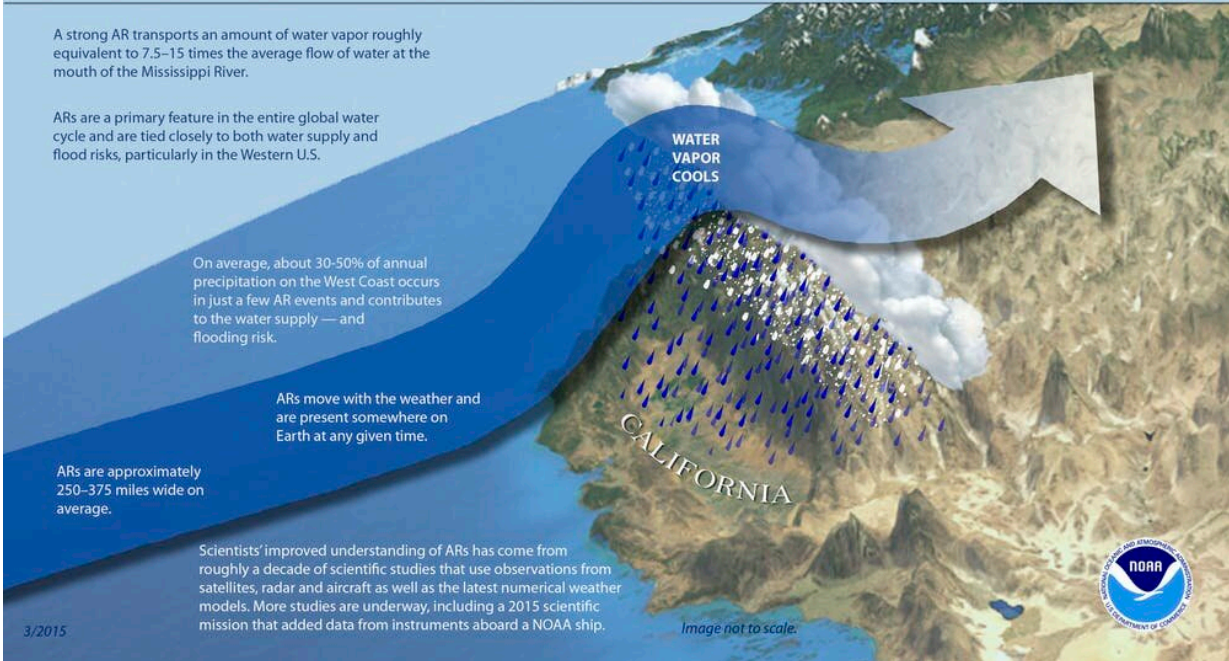 A strong AR transports an amount of water vapor roughly
equivalent to 7.5–15 times the average flow of water at the
mouth of the Mississippi River.
ARs are a primary feature in the entire global water
cycle and are tied closely to both water supply and
flood risks, particularly in the Western U.S.
WATER
VAPOR
COOLS
On average, about 30-50% of annual
precipitation on the West Coast occurs
in just a few AR events and contributes
to the water supply — and
flooding risk.
ARs move with the weather and
are present somewhere on
Earth at any given time.
CALIFORNIA
ARs are approximately
250–375 miles wide on
average.
Scientists' improved understanding of ARs has come from
roughly a decade of scientific studies that use observations from
satellites, radar and aircraft as well as the latest numerical weather
models. More studies are underway, including a 2015 scientific
mission that added data from instruments aboard a NOAA ship.
3/2015
Image not to scale.
NATIONAL OCEANIC AND ATMOSPHERIC ADMINISTRATION
NOAA
U.S. DEPARTMENT OF COMMERCE